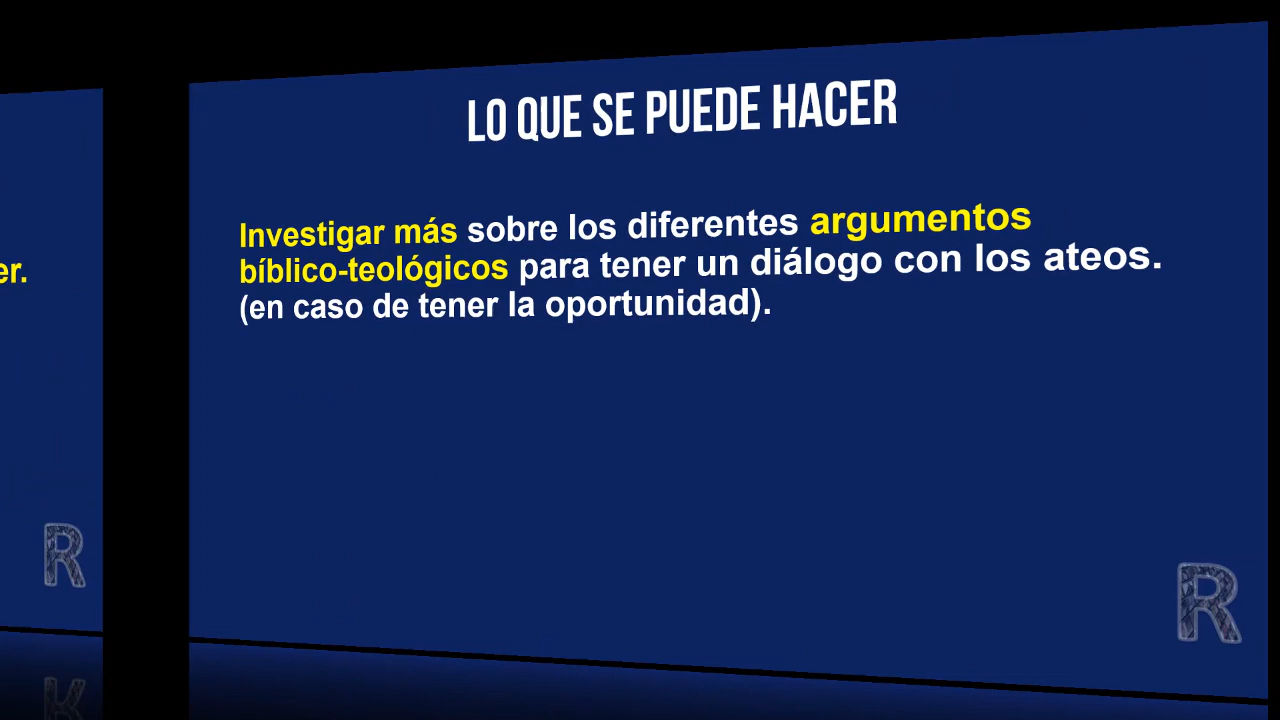 LO QUE SE PUEDE HACER
Investigar más sobre los diferentes argumentos
bíblico-teológicos para tener un diálogo con los ateos.
(en caso de tener la oportunidad).
er.
R
R